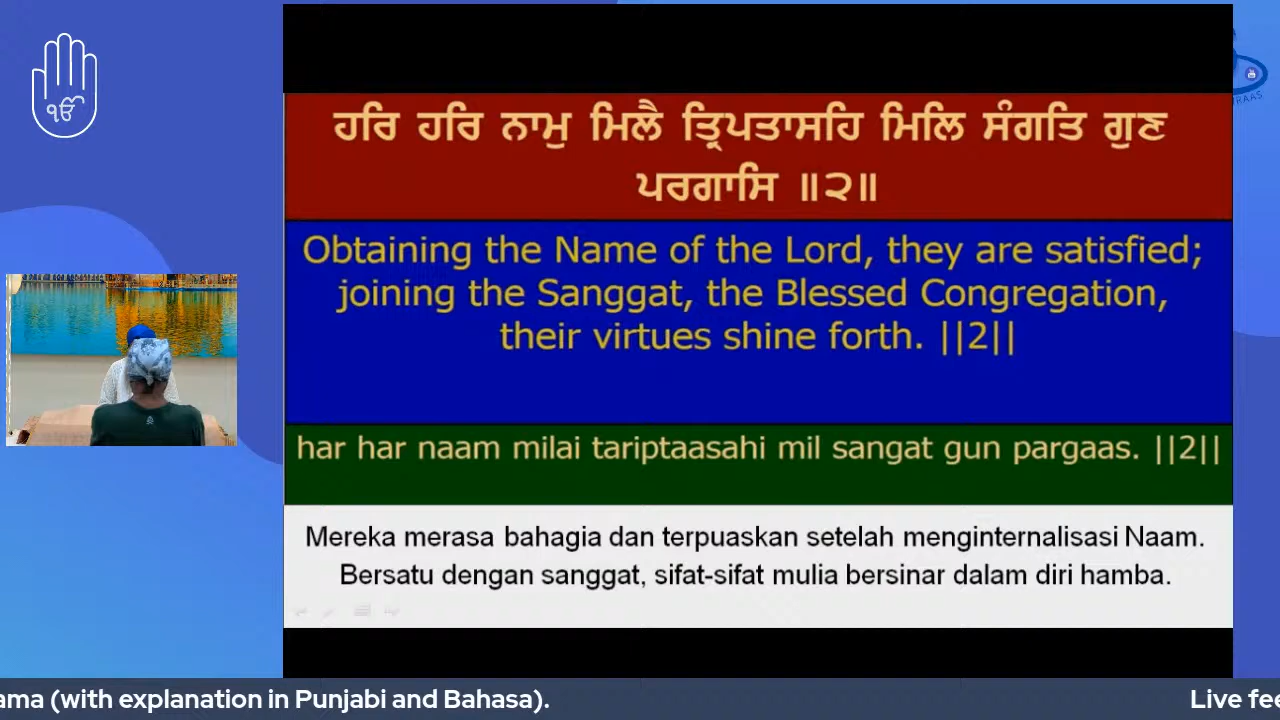 ੴ
RAAS
ਹਰਿ ਹਰਿ ਨਾਮੁ ਮਿਲੈ ਤ੍ਰਿਪਤਾਸਹਿ ਮਿਲਿ ਸੰਗਤਿ ਗੁਣ
ਪਰਗਾਸਿ ॥੨॥
Obtaining the Name of the Lord, they are satisfied;
joining the Sanggat, the Blessed Congregation,
their virtues shine forth. ||2||
har har naam milai tariptaasahi mil sangat gun pargaas. ||2||
Mereka merasa bahagia dan terpuaskan setelah menginternalisasi Naam.
Bersatu dengan sanggat, sifat-sifat mulia bersinar dalam diri hamba.
ama (with explanation in Punjabi and Bahasa). Live fee